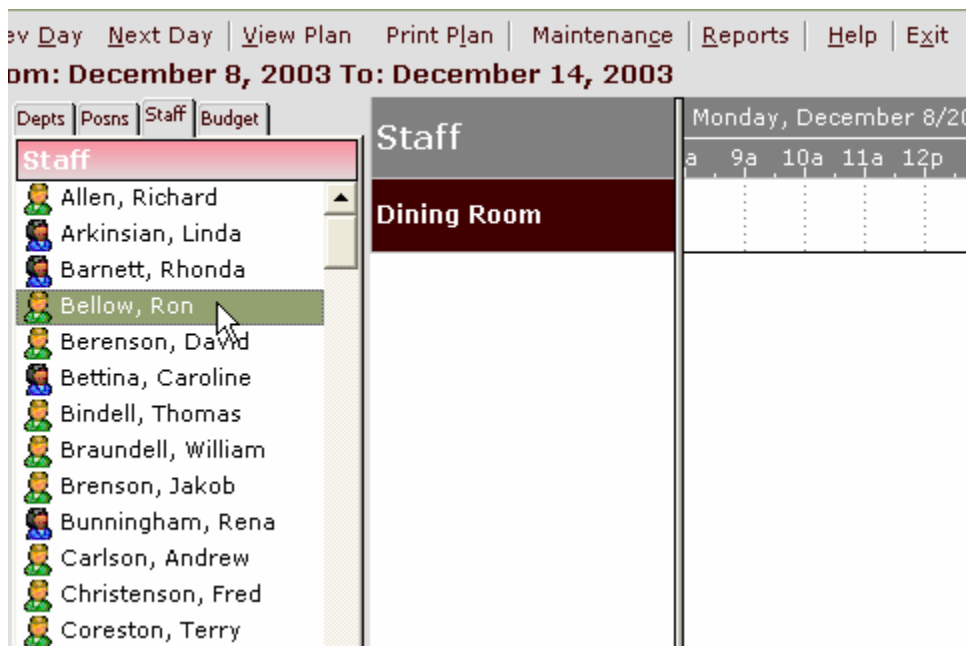 ev Day Next Day View Plan Print Plan Maintenance Reports Help Exit
om: December 8, 2003 To: December 14, 2003
Depts Posns Staff Budget
Staff
Allen, Richard
Arkinsian, Linda
Barnett, Rhonda
Bellow, Ron
Berenson, David
Bettina, Caroline
Bindell, Thomas
Braundell, William
Brenson, Jakob
Bunningham, Rena
Carlson, Andrew
Christenson, Fred
Coreston, Terry
Staff
Dining Room
Monday, December 8/20
a 9a 10a 11a 12p